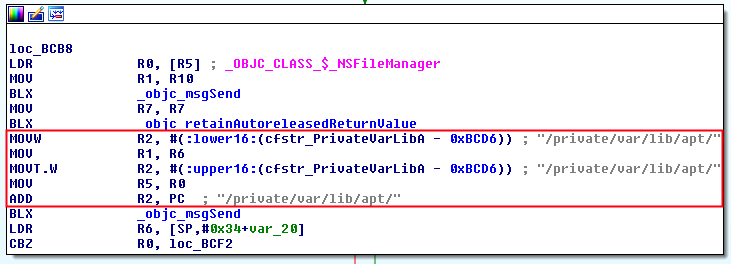 loc_BCB8
LDR R0, [R5] ; _OBJC_CLASS_$_NSFileManager
MOV R1, R10
BLX _objc_msgSend
MOV R7, R7
BLX _objc_retainAutoreleasedReturnValue
MOVW R2, #(:lower16:(cfstr_PrivateVarLibA - 0xBCD6)) ; "/private/var/lib/apt/"
MOV R1, R6
MOVT.W R2, #(:upper16:(cfstr_PrivateVarLibA - 0xBCD6)) ; "/private/var/lib/apt/"
MOV R5, R0
ADD R2, PC ; "/private/var/lib/apt/"
BLX _objc_msgSend
LDR R6, [SP,#0x34+var_20]
CBZ R0, loc_BCF2